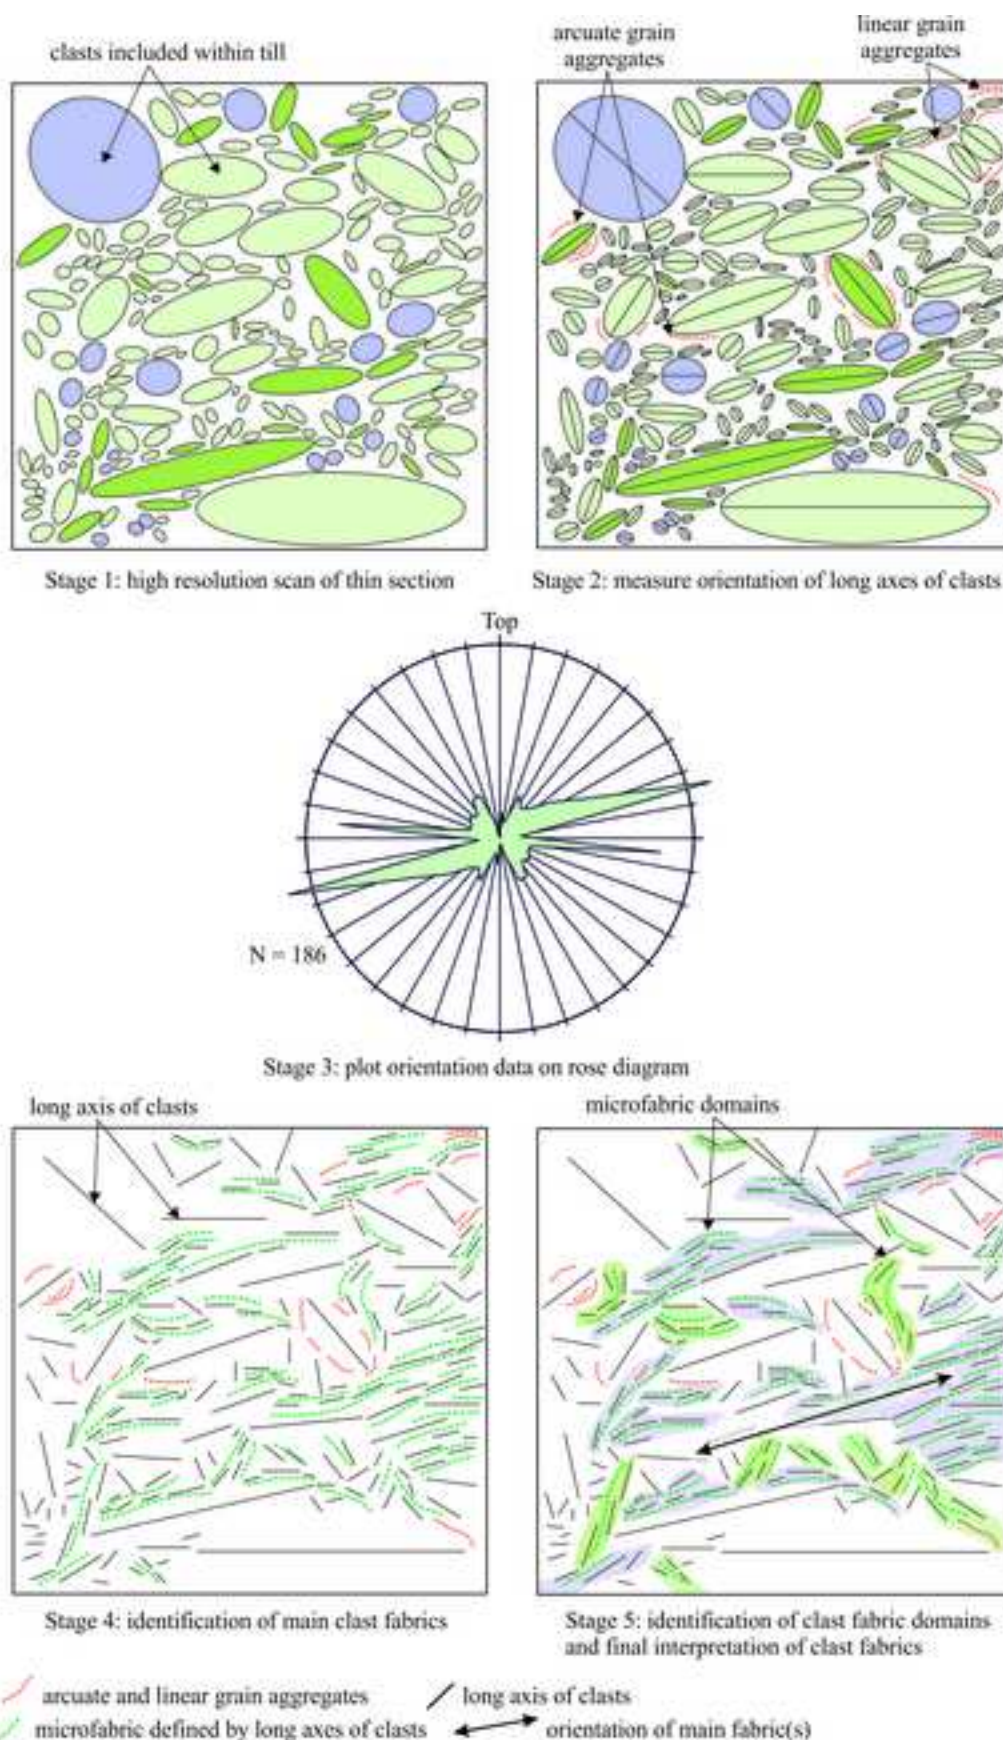 clasts included within till
arcuate grain
aggregates
linear grain
aggregates
Stage 1: high resolution scan of thin section
Stage 2: measure orientation of long axes of clasts
Top
N = 186
Stage 3: plot orientation data on rose diagram
long axis of clasts
microfabric domains
Stage 4: identification of main clast fabrics
Stage 5: identification of clast fabric domains
and final interpretation of clast fabrics
arcuate and linear grain aggregates
long axis of clasts
microfabric defined by long axes of clasts
orientation of main fabric(s)